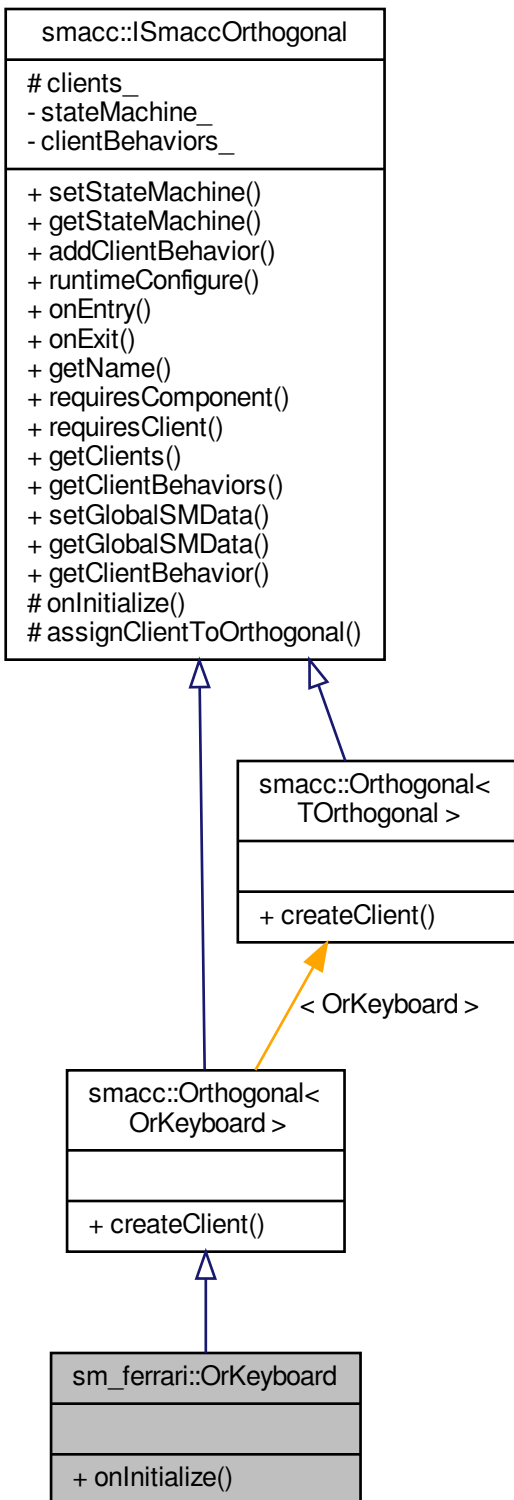 smacc::ISmaccOrthogonal
# clients_
- stateMachine_
- clientBehaviors_
+ setStateMachine()
+ getStateMachine()
+ addClientBehavior()
+ runtimeConfigure()
+ onEntry()
+ onExit()
+ getName()
+ requiresComponent()
+ requiresClient()
+ getClients()
+ getClientBehaviors()
+ setGlobalSMData()
+ getGlobalSMData()
+ getClientBehavior()
# onInitialize()
# assignClientToOrthogonal()
smacc::Orthogonal<
TOrthogonal >
+ createClient()
< OrKeyboard >
smacc::Orthogonal<
OrKeyboard >
+ createClient()
sm_ferrari::OrKeyboard
+ onInitialize()